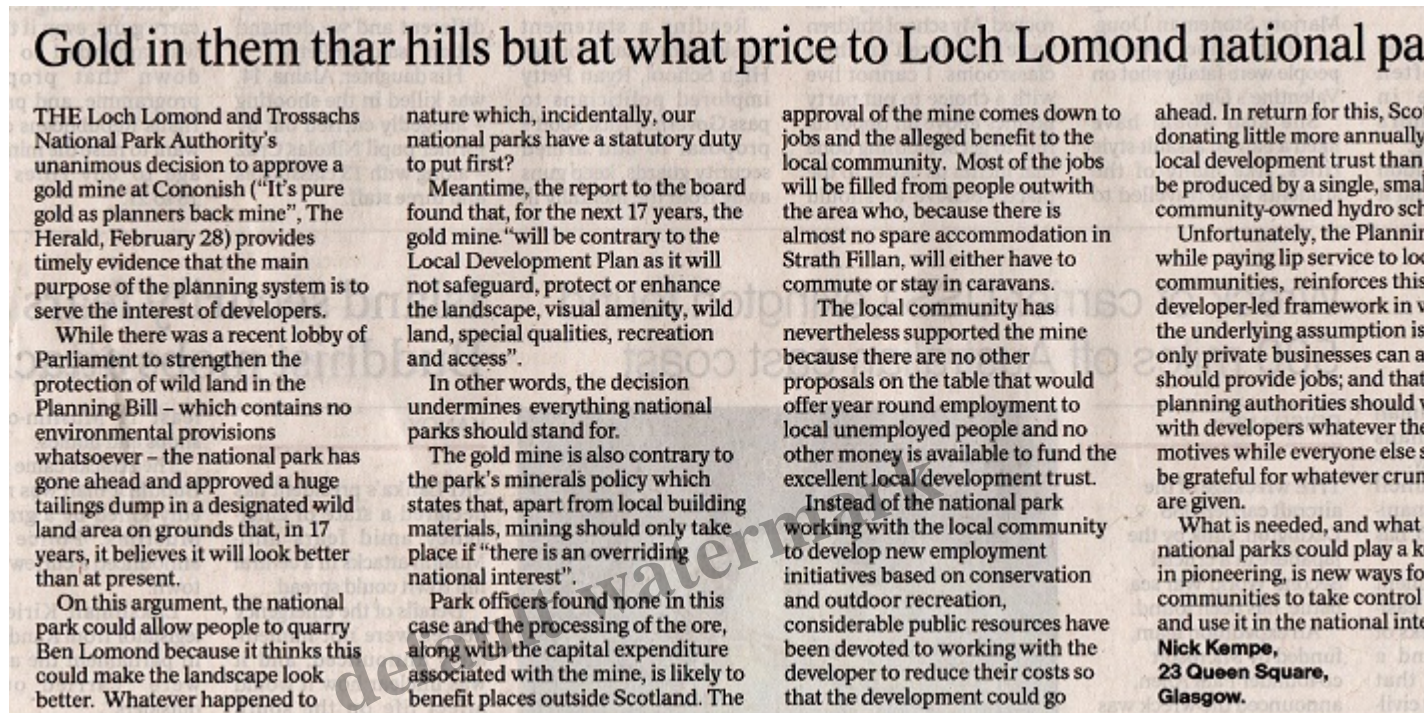 Gold in them thar hills but at what price to Loch Lomond national pa
THE Loch Lomond and Trossachs
National Park Authority's
unanimous decision to approve a
gold mine at Cononish (“It's pure
gold as planners back mine”, The
Herald, February 28) provides
timely evidence that the main
purpose of the planning system is to
serve the interest of developers.
While there was a recent lobby of
Parliament to strengthen the
protection of wild land in the
Planning Bill – which contains no
environmental provisions
whatsoever – the national park has
gone ahead and approved a huge
tailings dump in a designated wild
land area on grounds that, in 17
years, it believes it will look better
than at present.
On this argument, the national
park could allow people to quarry
Ben Lomond because it thinks this
could make the landscape look
better. Whatever happened to
nature which, incidentally, our
national parks have a statutory duty
to put first?
Meantime, the report to the board
found that, for the next 17 years, the
gold mine “will be contrary to the
Local Development Plan as it will
not safeguard, protect or enhance
the landscape, visual amenity, wild
land, special qualities, recreation
and access”.
In other words, the decision
undermines everything national
parks should stand for.
The gold mine is also contrary to
the park's minerals policy which
states that, apart from local building
materials, mining should only take
place if “there is an overriding
national interest”.
Park officers found none in this
case and the processing of the ore,
along with the capital expenditure
associated with the mine, is likely to
benefit places outside Scotland. The
approval of the mine comes down to
jobs and the alleged benefit to the
local community. Most of the jobs
will be filled from people outwith
the area who, because there is
almost no spare accommodation in
Strath Fillan, will either have to
commute or stay in caravans.
The local community has
nevertheless supported the mine
because there are no other
proposals on the table that would
offer year round employment to
local unemployed people and no
other money is available to fund the
excellent local development trust.
Instead of the national park
working with the local community
to develop new employment
initiatives based on conservation
and outdoor recreation,
considerable public resources have
been devoted to working with the
developer to reduce their costs so
that the development could go
ahead. In return for this, Sco
donating little more annually
local development trust than
be produced by a single, smal
community-owned hydro sch
Unfortunately, the Plannin
while paying lip service to loc
communities, reinforces this
developer-led framework in
the underlying assumption is
only private businesses can a
should provide jobs; and that
planning authorities should
with developers whatever the
motives while everyone else s
be grateful for whatever crum
are given.
What is needed, and what
national parks could play a k
in pioneering, is new ways fo
communities to take control
and use it in the national inte
Nick Kempe,
23 Queen Square,
Glasgow.
default watermark